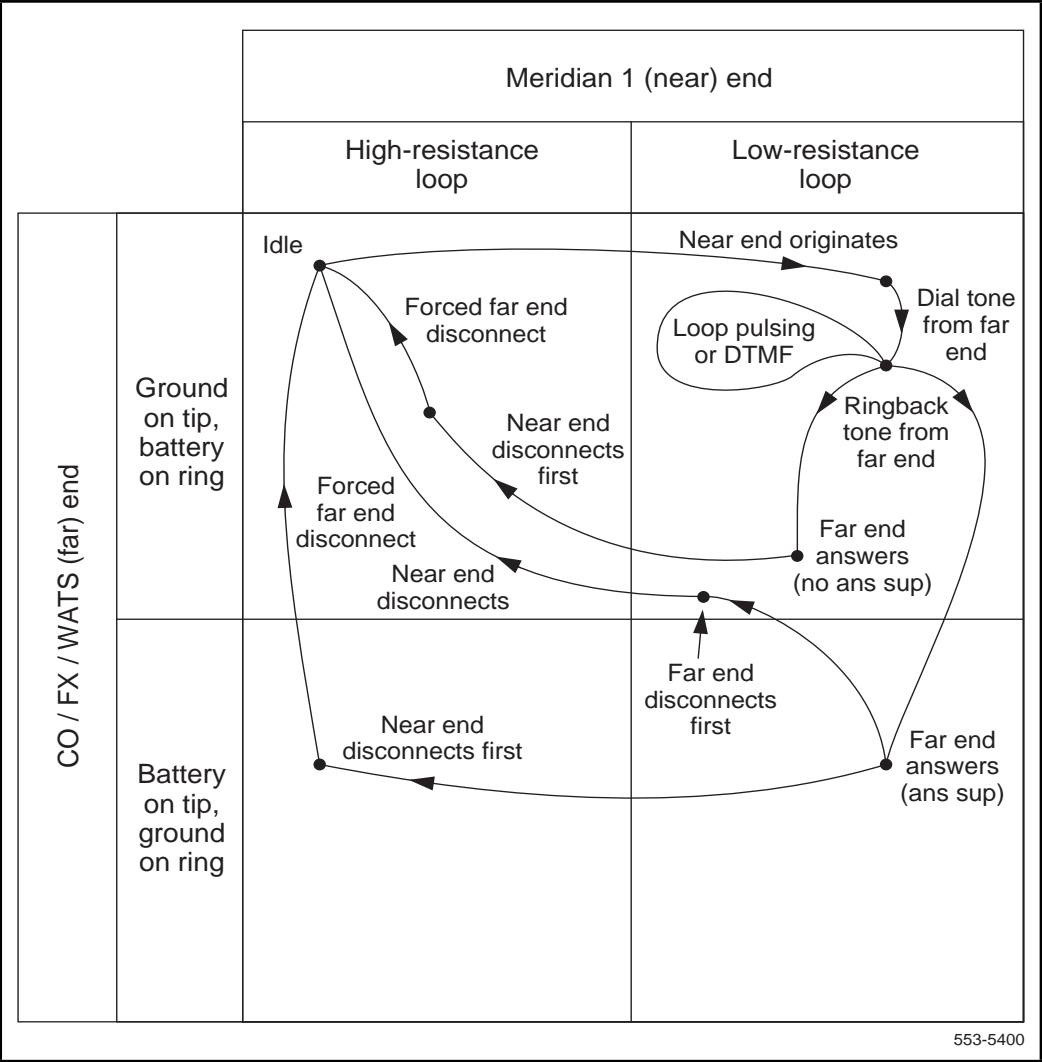 Meridian 1 (near) end
High-resistance
loop
Low-resistance
loop
CO / FX / WATS (far) end
Ground
on tip,
battery
on ring
Idle
Near end originates
Forced far end
disconnect
Loop pulsing
or DTMF
Dial tone
from far
end
Near end
disconnects
first
Ringback
tone from
far end
Forced
far end
disconnect
Far end
answers
(no ans sup)
Near end
disconnects
Battery
on tip,
ground
on ring
Near end
disconnects first
Far end
disconnects
first
Far end
answers
(ans sup)
553-5400